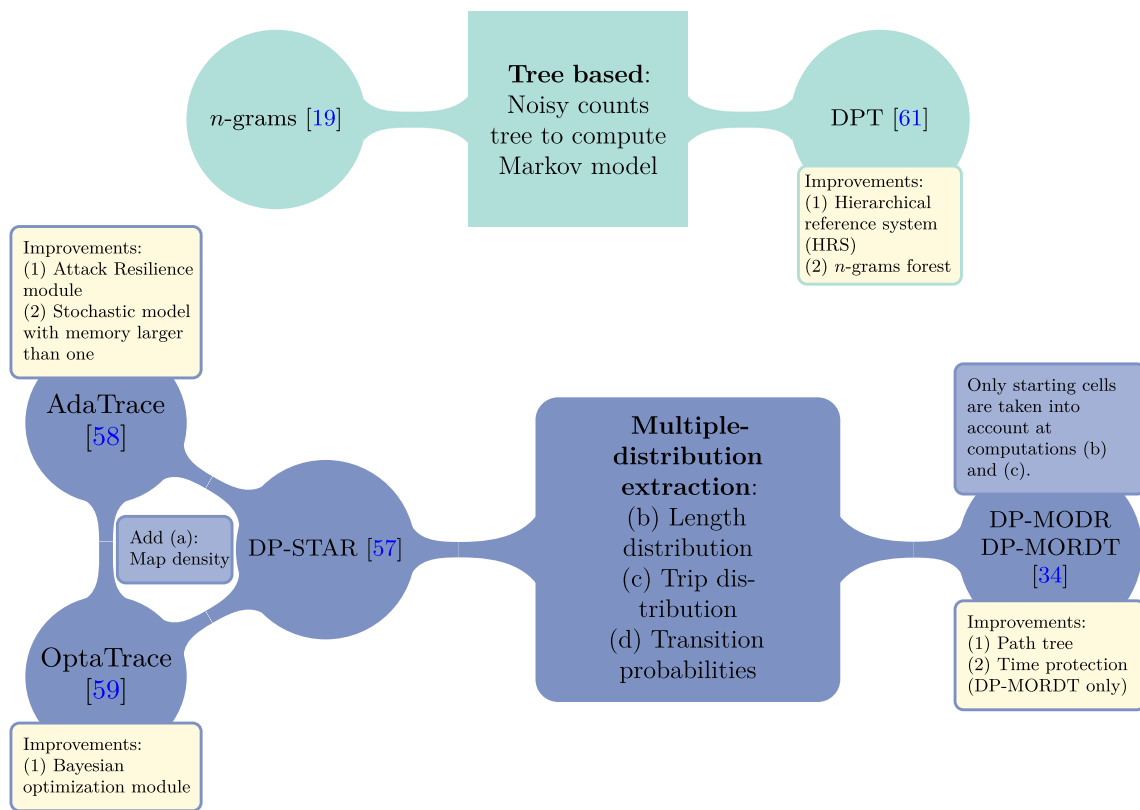 n-grams [19]
Tree based:
Noisy counts
tree to compute
Markov model
DPT [61]
Improvements:
(1) Hierarchical
reference system
(HRS)
(2) n-grams forest
Improvements:
(1) Attack Resilience
module
(2) Stochastic model
with memory larger
than one
AdaTrace
[58]
Add (a):
Map density
DP-STAR [57]
OptaTrace
[59]
Improvements:
(1) Bayesian
optimization module
Multiple-
distribution
extraction:
(b) Length
distribution
(c) Trip dis-
tribution
(d) Transition
probabilities
Only starting cells
are taken into
account at
computations (b)
and (c).
DP-MODR
DP-MORDT
[34]
Improvements:
(1) Path tree
(2) Time protection
(DP-MORDT only)